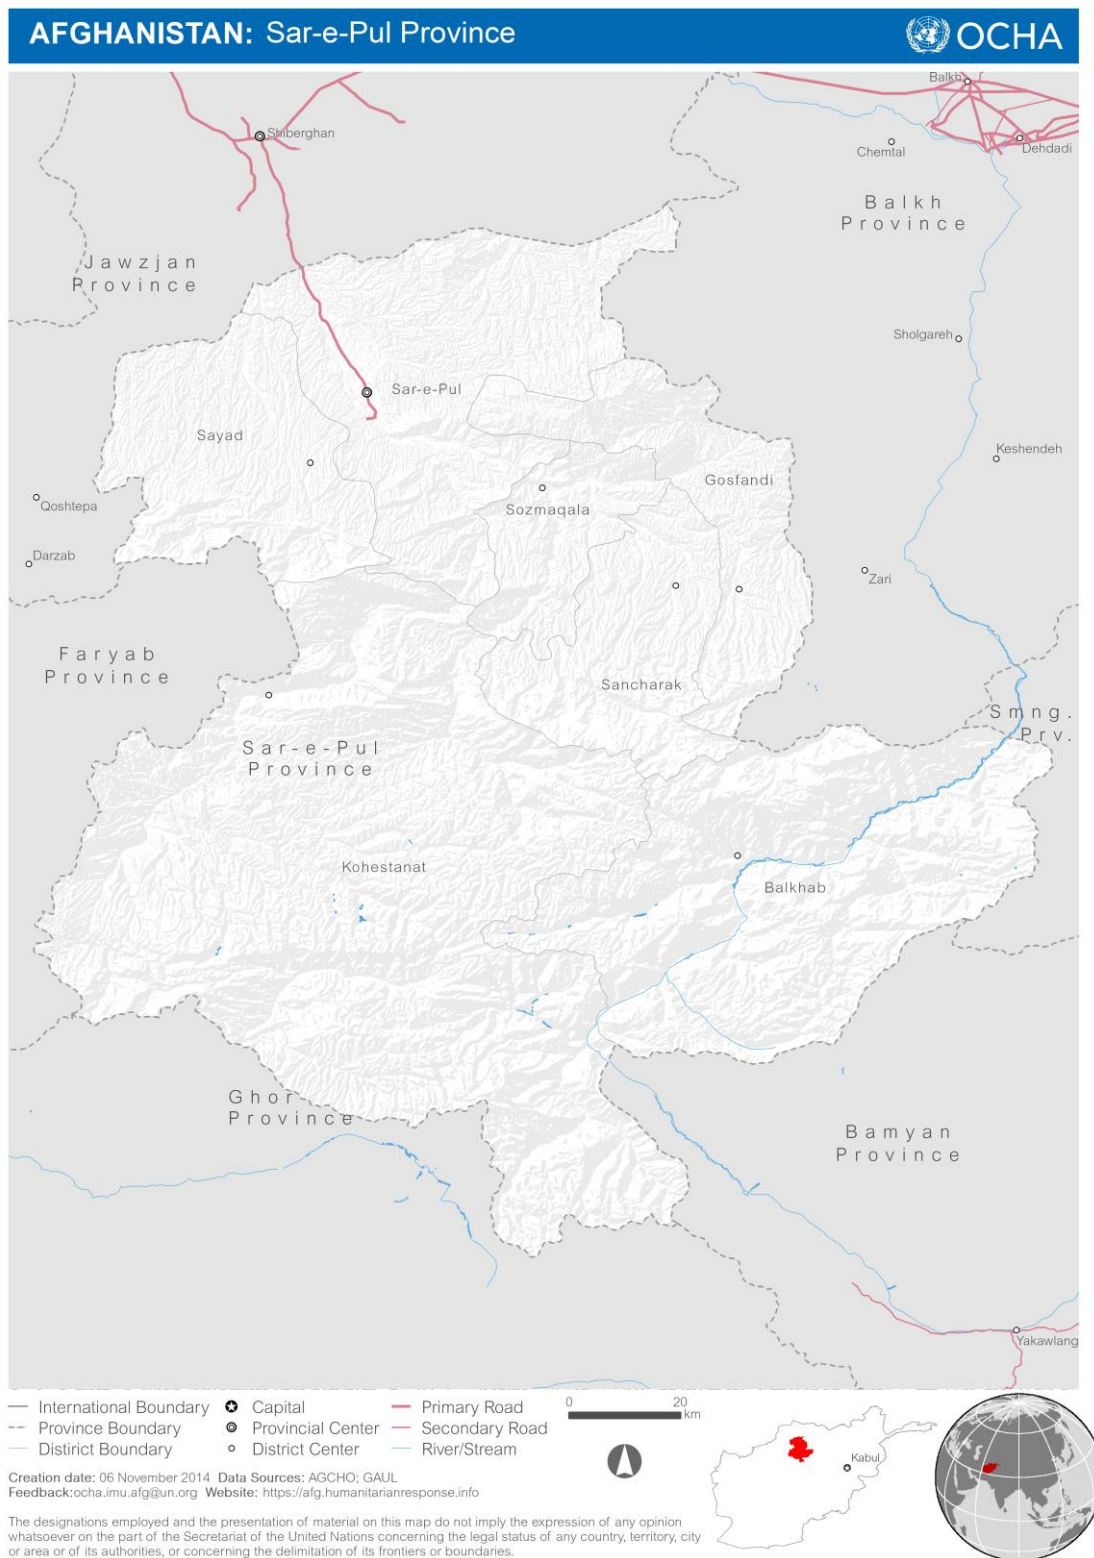 AFGHANISTAN: Sar-e-Pul Province
OCHA
Balkh
Shiberghan
Chemtal
Dehdadi
Balkh
Province
Jawzjan
Province
Sholgareh
Sar-e-Pul
Sayad
Keshendeh
Gosfandi
Qoshtepa
Sozmaqala
Darzab
Zari
Faryab
Province
Sancharak
Smng.
Prv.
Sar-e-Pul
Province
Kohestanat
Balkhab
Ghor
Province
Bamyan
Province
Yakawlang
International Boundary
Province Boundary
Distirict Boundary
Capital
Provincial Center
District Center
Primary Road
Secondary Road
River/Stream
0 20
km
Kabul
Creation date: 06 November 2014 Data Sources: AGCHO; GAUL
Feedback:ocha.imu.afg@un.org Website: https://afg.humanitarianresponse.info
The designations employed and the presentation of material on this map do not imply the expression of any opinion
whatsoever on the part of the Secretariat of the United Nations concerning the legal status of any country, territory, city
or area or of its authorities, or concerning the delimitation of its frontiers or boundaries.